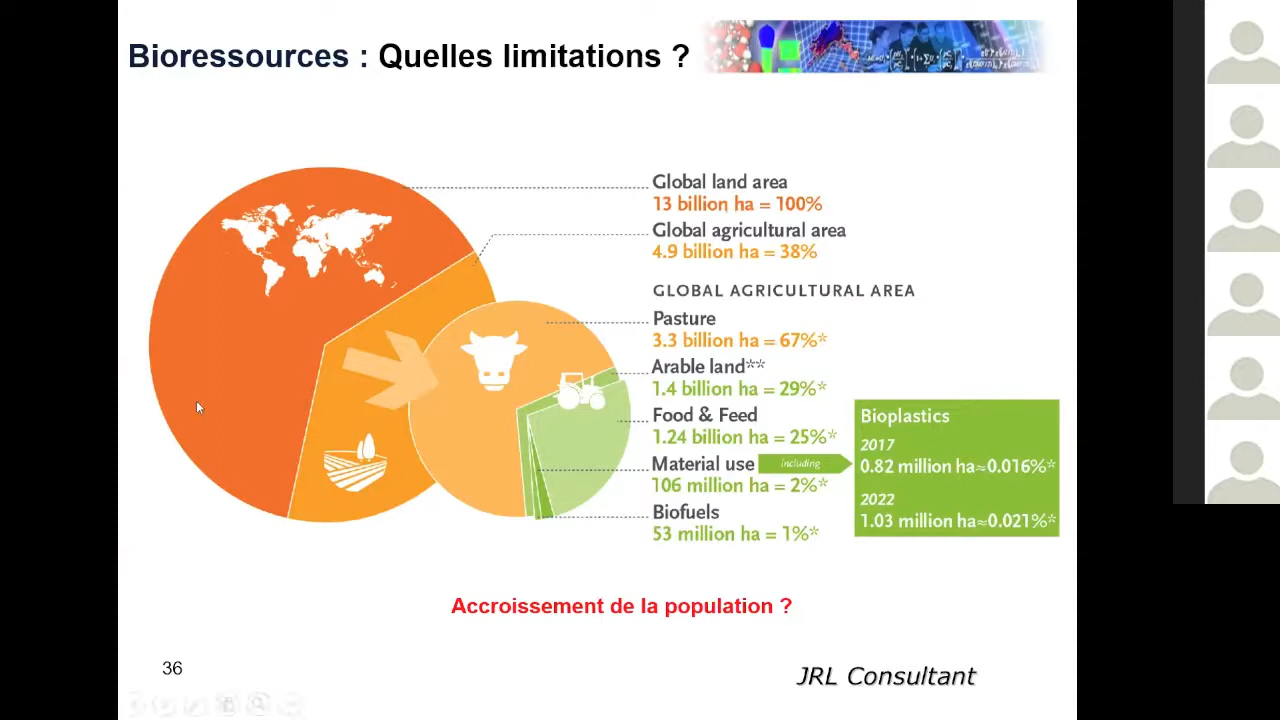 Bioressources : Quelles limitations ?
Global land area
13 billion ha = 100%
Global agricultural area
4.9 billion ha = 38%
GLOBAL AGRICULTURAL AREA
Pasture
3.3 billion ha = 67%*
Arable land**
1.4 billion ha = 29%*
Food & Feed
1.24 billion ha = 25%*
Material use
including
106 million ha = 2%*
Biofuels
53 million ha = 1%*
Bioplastics
2017
0.82 million ha≈0.016%*
2022
1.03 million ha≈0.021%*
Accroissement de la population ?
36
JRL Consultant